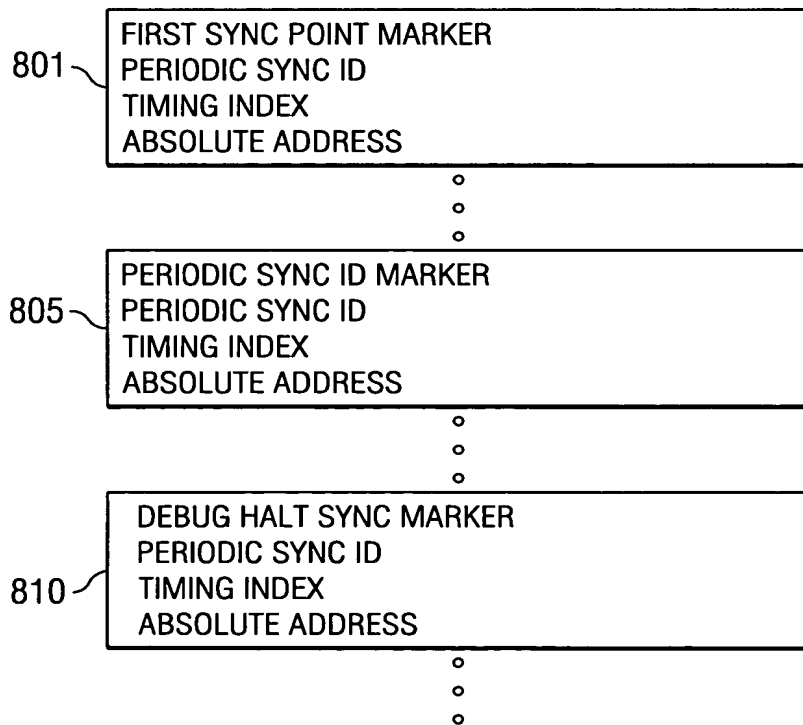 FIRST SYNC POINT MARKER
801
PERIODIC SYNC ID
TIMING INDEX
ABSOLUTE ADDRESS
PERIODIC SYNC ID MARKER
805
PERIODIC SYNC ID
TIMING INDEX
ABSOLUTE ADDRESS
DEBUG HALT SYNC MARKER
PERIODIC SYNC ID
810
TIMING INDEX
ABSOLUTE ADDRESS